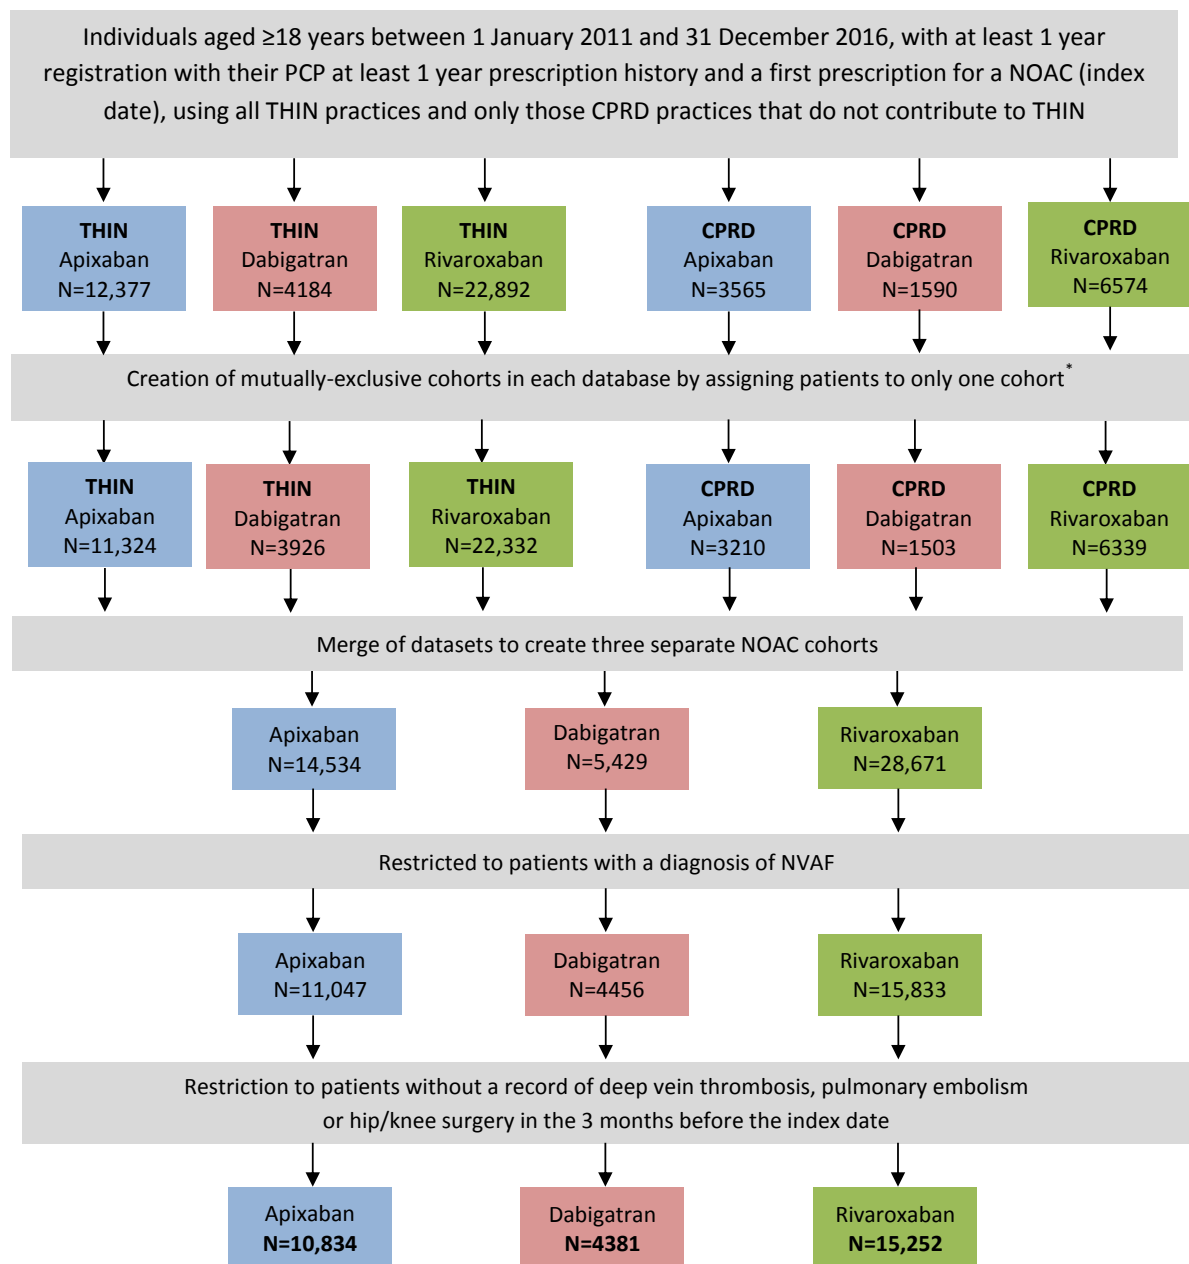 Individuals aged ≥18 years between 1 January 2011 and 31 December 2016, with at least 1 year
registration with their PCP at least 1 year prescription history and a first prescription for a NOAC (index
date), using all THIN practices and only those CPRD practices that do not contribute to THIN
THIN
Apixaban
N=12,377
THIN
Dabigatran
N=4184
THIN
Rivaroxaban
N=22,892
CPRD
Apixaban
N=3565
CPRD
Dabigatran
N=1590
CPRD
Rivaroxaban
N=6574
Creation of mutually-exclusive cohorts in each database by assigning patients to only one cohort*
THIN
Apixaban
N=11,324
THIN
Dabigatran
N=3926
THIN
Rivaroxaban
N=22,332
CPRD
Apixaban
N=3210
CPRD
Dabigatran
N=1503
CPRD
Rivaroxaban
N=6339
Merge of datasets to create three separate NOAC cohorts
Apixaban
N=14,534
Dabigatran
N=5,429
Rivaroxaban
N=28,671
Restricted to patients with a diagnosis of NVAF
Apixaban
N=11,047
Dabigatran
N=4456
Rivaroxaban
N=15,833
Restriction to patients without a record of deep vein thrombosis, pulmonary embolism
or hip/knee surgery in the 3 months before the index date
Apixaban
N=10,834
Dabigatran
N=4381
Rivaroxaban
N=15,252